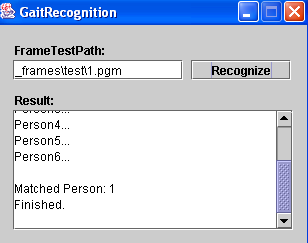 GaitRecognition
FrameTestPath:
_frames\test\1.pgm
Recognize
Result:
Person4...
Person5...
Person6...
Matched Person: 1
Finished.